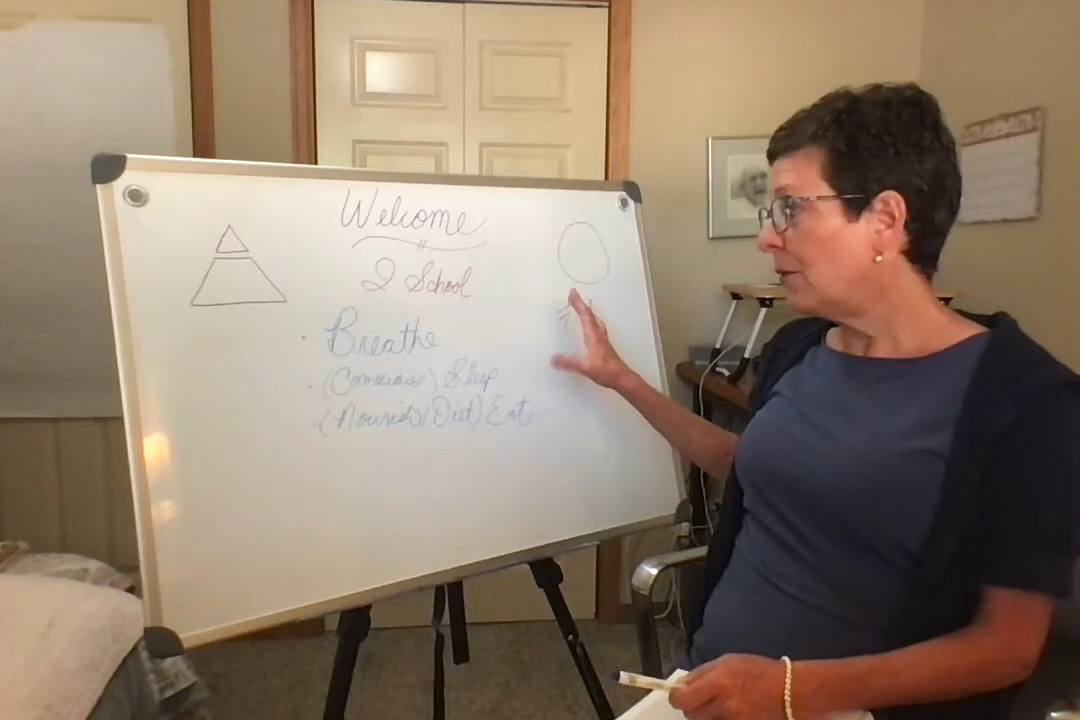 Welcome
2 School
Breathe
(Conscious) Sleep
(Nourish/Diet) Eat